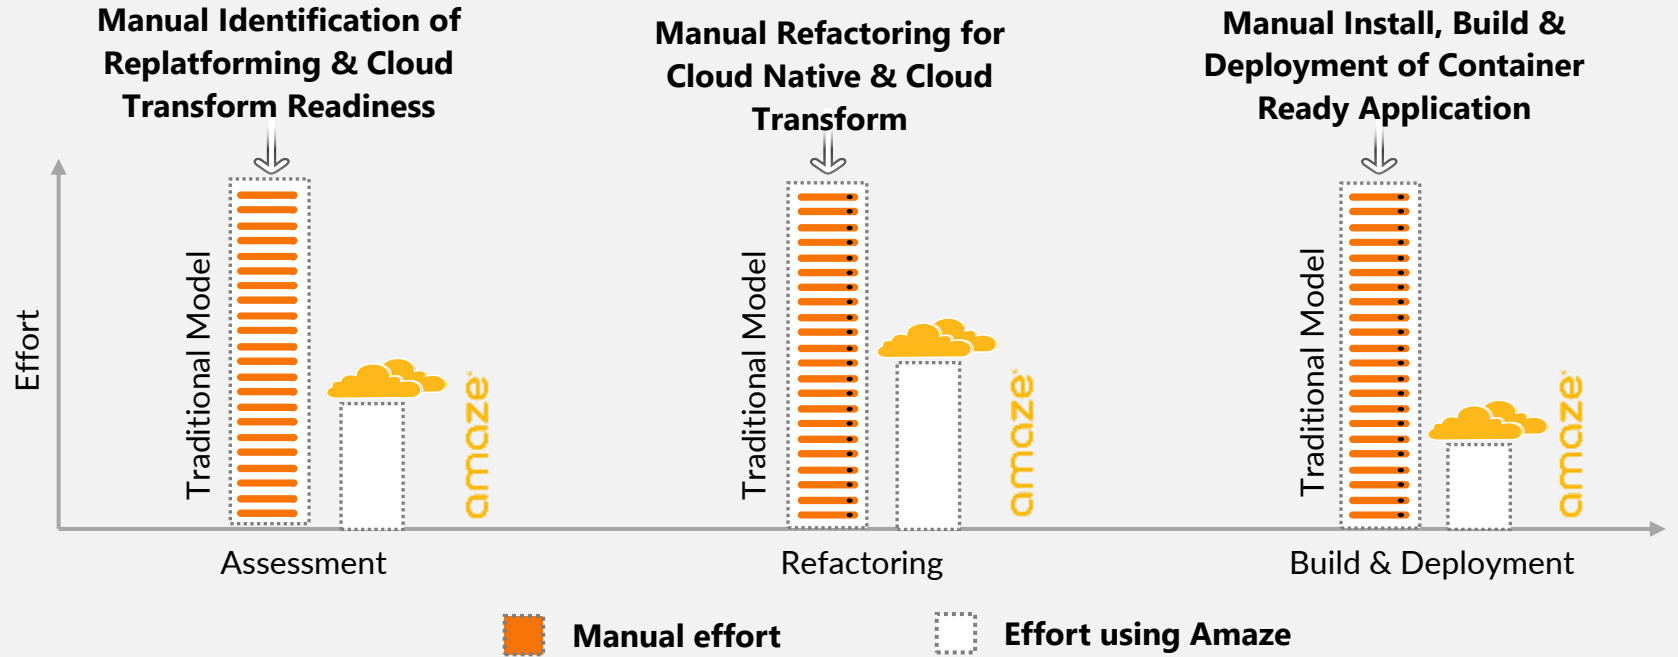 Manual Identification of
Replatforming & Cloud
Transform Readiness
Manual Refactoring for
Cloud Native & Cloud
Transform
Manual Install, Build &
Deployment of Container
Ready Application
Effort
Traditional Model
amaze
Traditional Model
amaze
Traditional Model
amaze
Assessment
Refactoring
Build & Deployment
Manual effort
Effort using Amaze